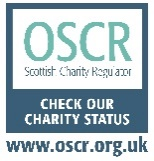 OSCR
Scottish Charity Regulator
CHECK OUR
CHARITY STATUS
www.oscr.org.uk